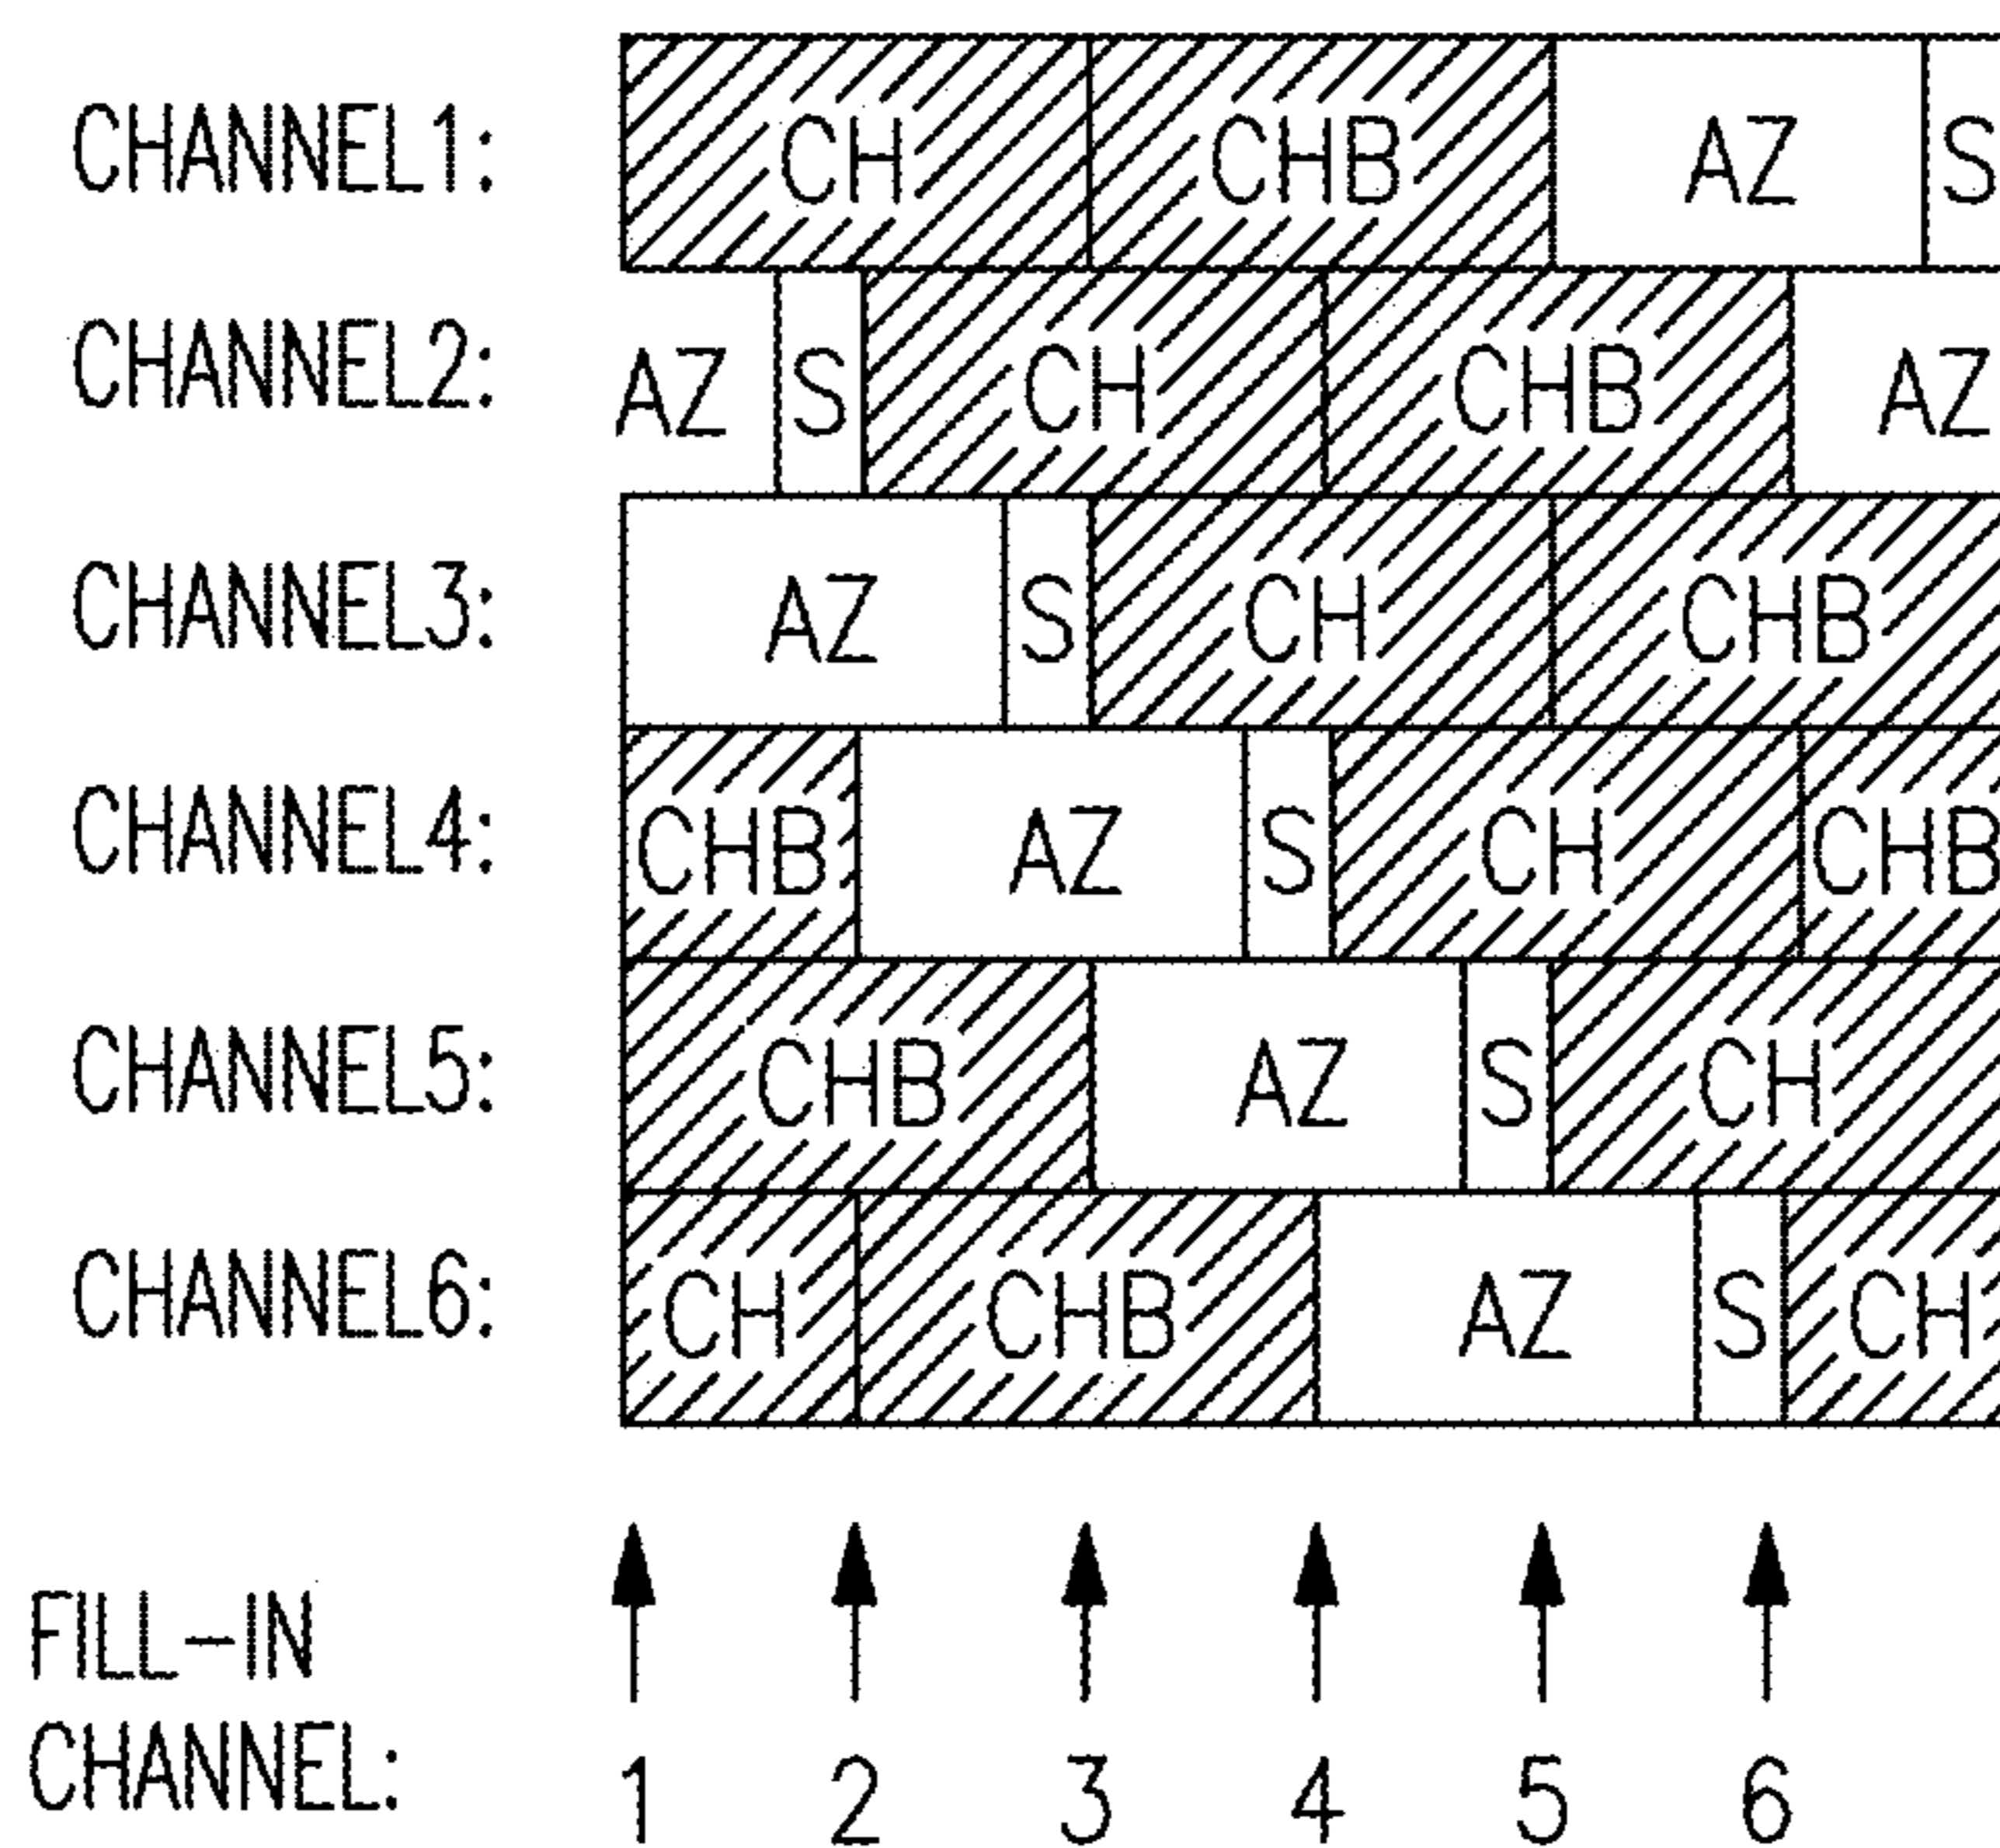 CHANNEL1: CH CHB AZ S
CHANNEL2: AZ S CH CHB AZ
CHANNEL3: AZ S CH CHB
CHANNEL4: CHB AZ S CH CHB
CHANNEL5: CHB AZ S CH
CHANNEL6: CH CHB AZ S CH
FILL-IN
CHANNEL: 1 2 3 4 5 6